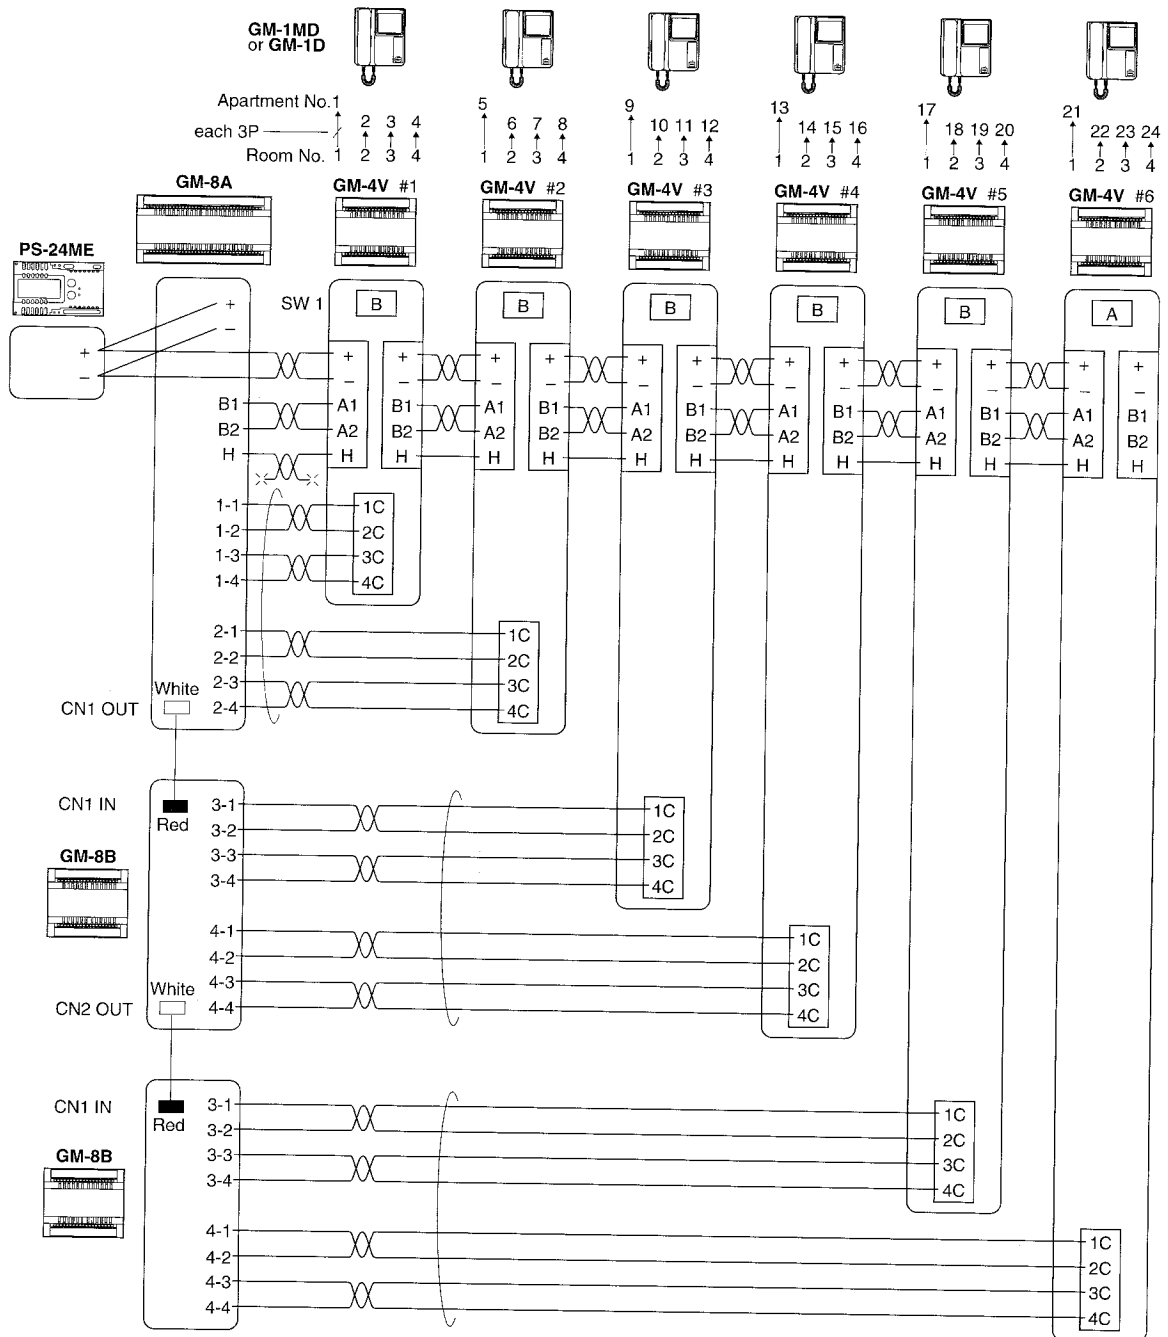 GM-1MD
or GM-1D
Apartment No. 1 2 3 4 5 6 7 8 9 10 11 12 13 14 15 16 17 18 19 20 21 22 23 24
each 3P
Room No. 1 2 3 4 1 2 3 4 1 2 3 4 1 2 3 4 1 2 3 4 1 2 3 4
GM-8A GM-4V #1 GM-4V #2 GM-4V #3 GM-4V #4 GM-4V #5 GM-4V #6
PS-24ME
SW 1 B B B B B A
+
–
+ + + + + + + + + + + + +
– – – – – – – – – – – – –
B1 A1 B1 A1 B1 A1 B1 A1 B1 A1 B1 A1 B1
B2 A2 B2 A2 B2 A2 B2 A2 B2 A2 B2 A2 B2
H H H H H H H H H H H H H
1-1 1C
1-2 2C
1-3 3C
1-4 4C
2-1 1C
2-2 2C
2-3 3C
White
2-4 4C
CN1 OUT
CN1 IN 3-1 1C
Red 3-2 2C
3-3 3C
GM-8B
3-4 4C
4-1 1C
4-2 2C
White 4-3 3C
CN2 OUT 4-4 4C
CN1 IN 3-1 1C
Red 3-2 2C
GM-8B 3-3 3C
3-4 4C
4-1 1C
4-2 2C
4-3 3C
4-4 4C